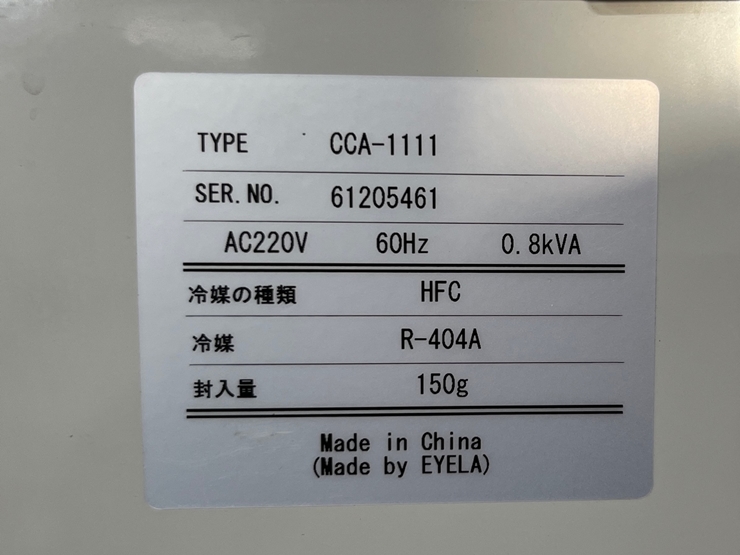 TYPE CCA-1111
SER.NO. 61205461
AC220V 60Hz 0.8kVA
冷媒の種類 HFC
冷媒 R-404A
封入量 150g
Made in China
(Made by EYELA)